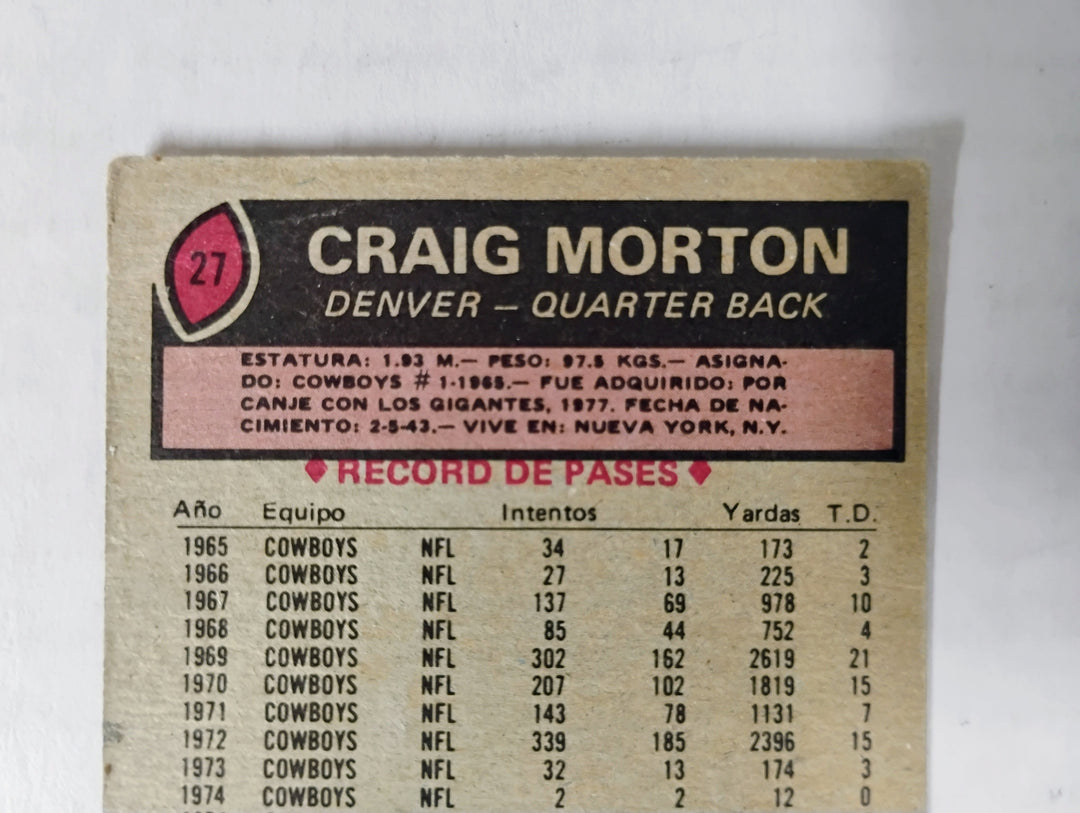 27
CRAIG MORTON
DENVER — QUARTER BACK
ESTATURA: 1.93 M.— PESO: 97.5 KGS.— ASIGNA-
DO: COWBOYS # 1-1965.— FUE ADQUIRIDO: POR
CANJE CON LOS GIGANTES, 1977. FECHA DE NA-
CIMIENTO: 2-5-43.— VIVE EN: NUEVA YORK, N.Y.
♦ RECORD DE PASES ♦
Año Equipo Intentos Yardas T.D.
1965 COWBOYS NFL 34 17 173 2
1966 COWBOYS NFL 27 13 225 3
1967 COWBOYS NFL 137 69 978 10
1968 COWBOYS NFL 85 44 752 4
1969 COWBOYS NFL 302 162 2619 21
1970 COWBOYS NFL 207 102 1819 15
1971 COWBOYS NFL 143 78 1131 7
1972 COWBOYS NFL 339 185 2396 15
1973 COWBOYS NFL 32 13 174 3
1974 COWBOYS NFL 2 2 12 0